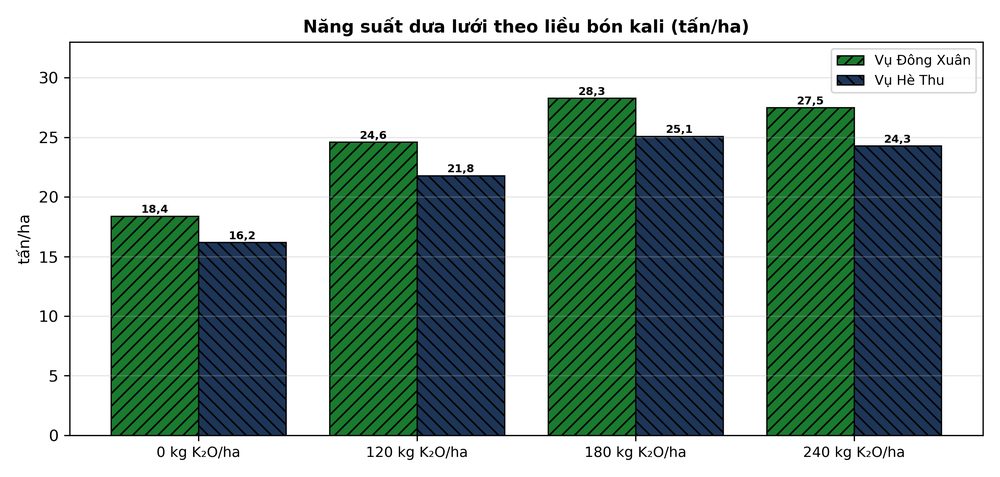 Năng suất dưa lưới theo liều bón kali (tấn/ha)
Vụ Đông Xuân
Vụ Hè Thu
tấn/ha
30
25
20
15
10
5
0
18,4
16,2
24,6
21,8
28,3
25,1
27,5
24,3
0 kg K₂O/ha
120 kg K₂O/ha
180 kg K₂O/ha
240 kg K₂O/ha